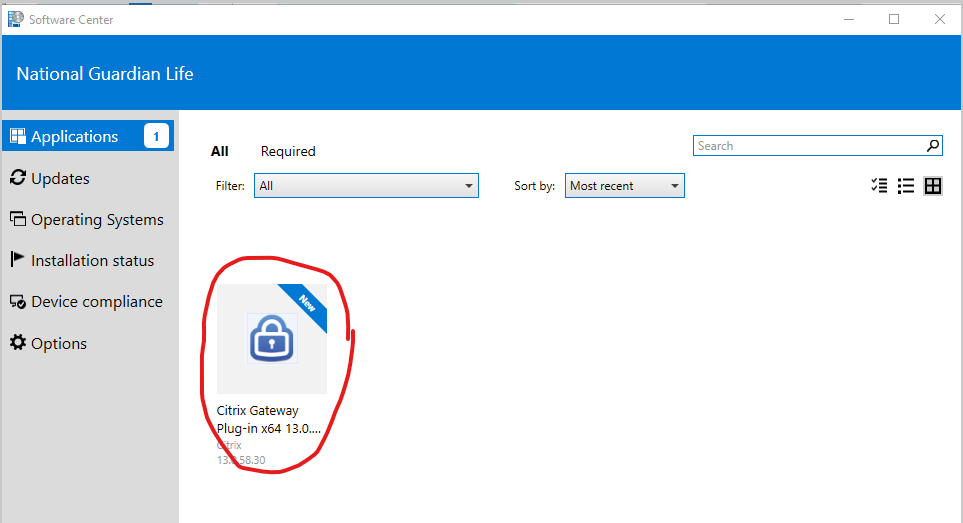 Software Center
National Guardian Life
Applications 1
Updates
Operating Systems
Installation status
Device compliance
Options
All Required
Search
Filter: All Sort by: Most recent
New
Citrix Gateway
Plug-in x64 13.0....
Citrix
13.0.58.30